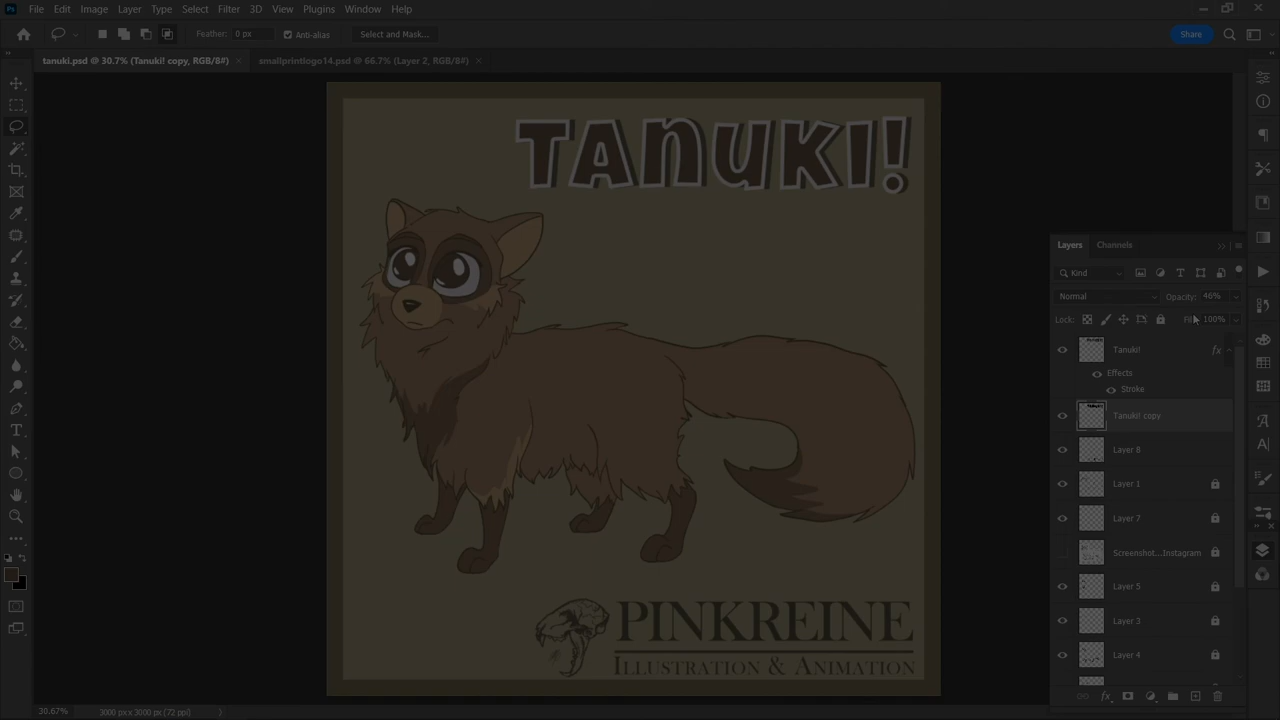 File Edit Image Layer Type Select Filter 3D View Plugins Window Help
Feather: 0 px Anti-alias Select and Mask... Share
tanuki.psd @ 30.7% (Tanuki! copy, RGB/8#) smallprintlogo14.psd @ 66.7% (Layer 2, RGB/8#)
TANUKI!
Layers Channels
Kind
Normal Opacity: 46%
Lock: Fill: 100%
Tanuki! fx
Effects
Stroke
Tanuki! copy
Layer 8
Layer 1
Layer 7
Screenshot...Instagram
Layer 5
Layer 3
Layer 4
PINKREINE
ILLUSTRATION & ANIMATION
30.67% 3000 px x 3000 px (72 ppi)